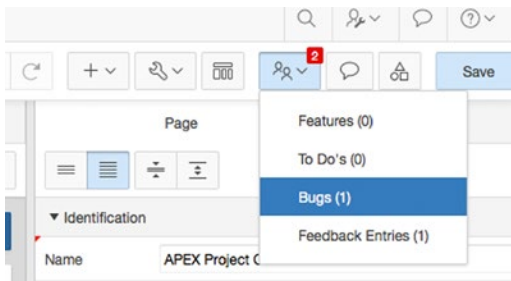 2
Save
Page
Features (0)
To Do's (0)
Bugs (1)
Feedback Entries (1)
Identification
Name
APEX Project